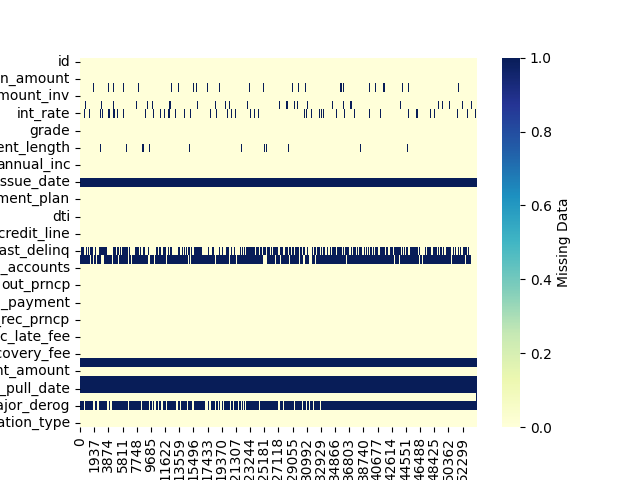 id
n_amount
mount_inv
int_rate
grade
ent_length
annual_inc
issue_date
ment_plan
dti
credit_line
ast_delinq
_accounts
out_prncp
_payment
_rec_prncp
c_late_fee
covery_fee
nt_amount
_pull_date
ajor_derog
ation_type
0
1937
3874
5811
7748
9685
11622
13559
15496
17433
19370
21307
23244
25181
27118
29055
30992
32929
34866
36803
38740
40677
42614
44551
46488
48425
50362
52299
1.0
0.8
0.6
0.4
0.2
0.0
Missing Data